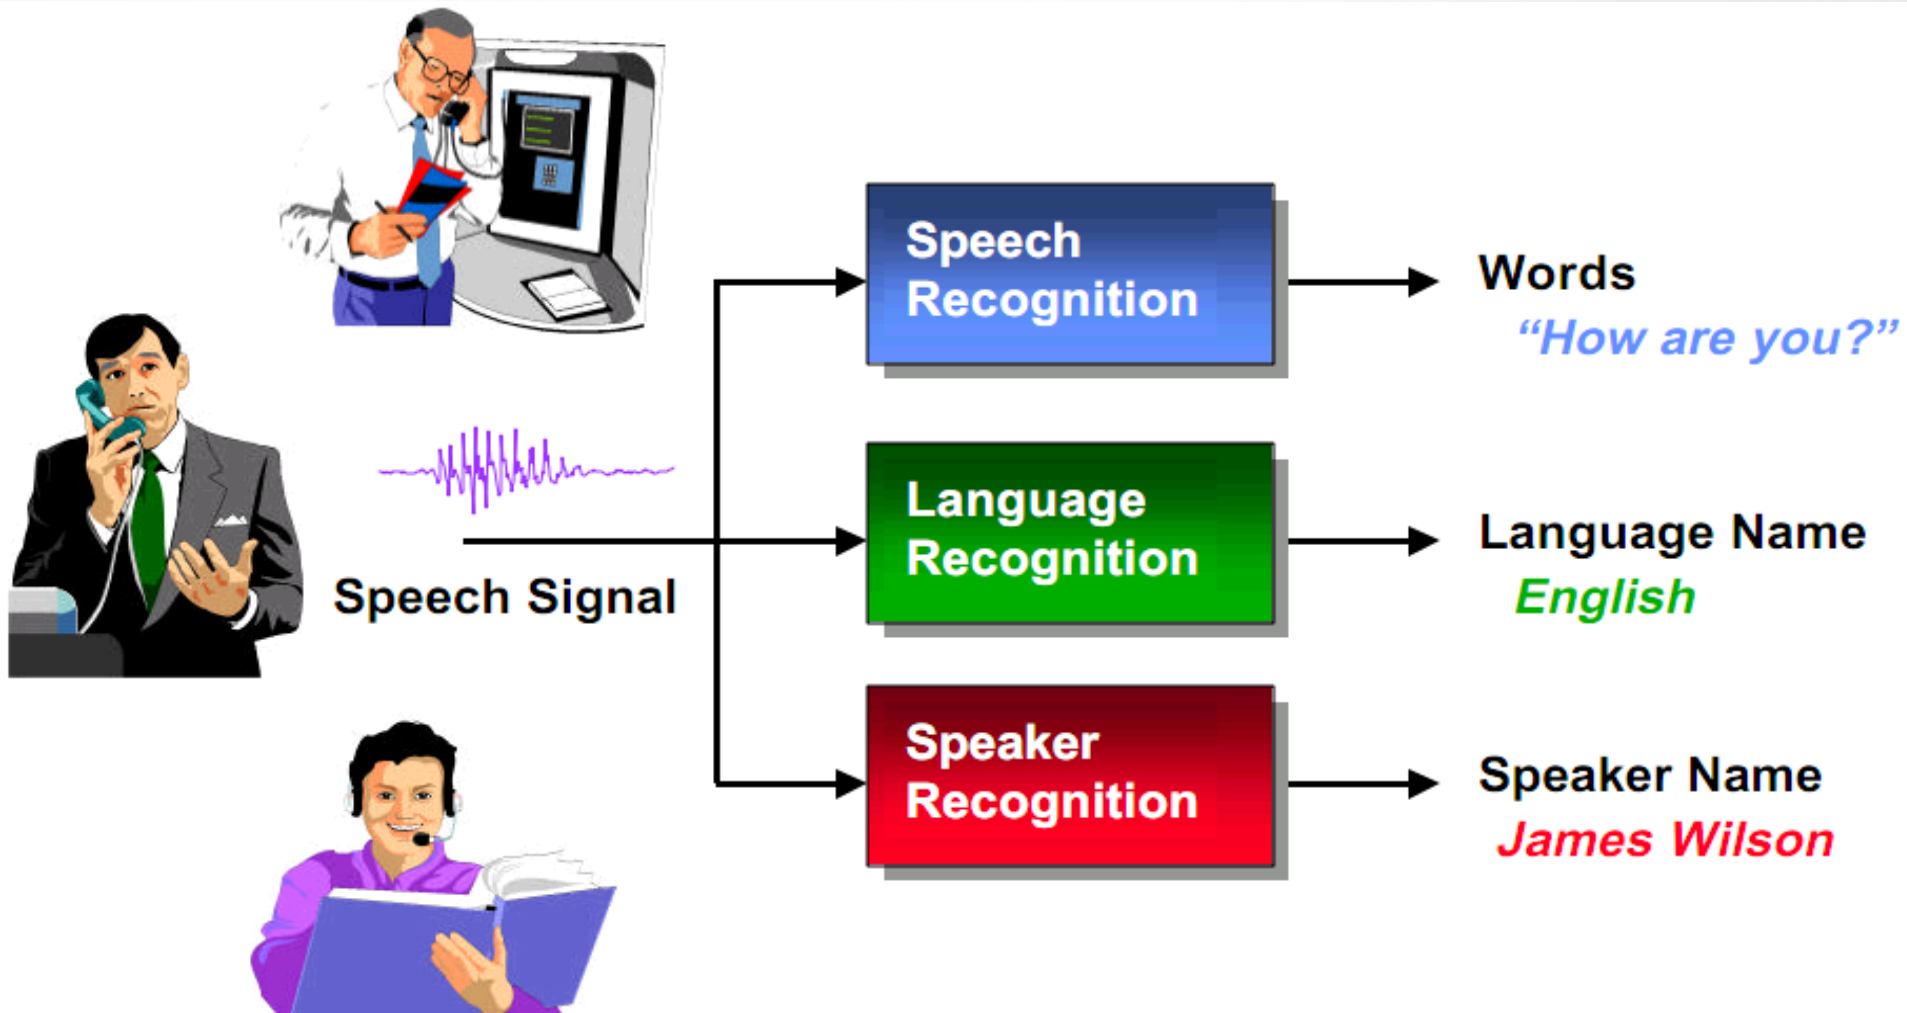 Speech
Recognition
Words
“How are you?”
Speech Signal
Language
Recognition
Language Name
English
Speaker
Recognition
Speaker Name
James Wilson